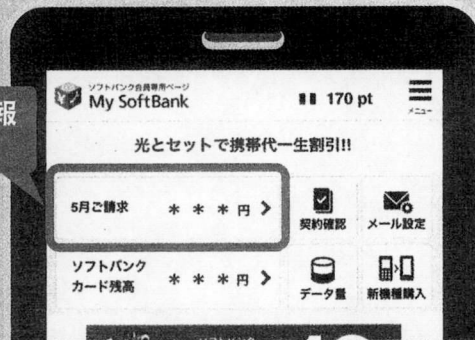 報
ソフトバンク会員専用ページ
My SoftBank
170 pt
メニュー
光とセットで携帯代一生割引!!
5月ご請求 * * * 円 >
契約確認
メール設定
ソフトバンク
カード残高 * * * 円 >
データ量
新機種購入